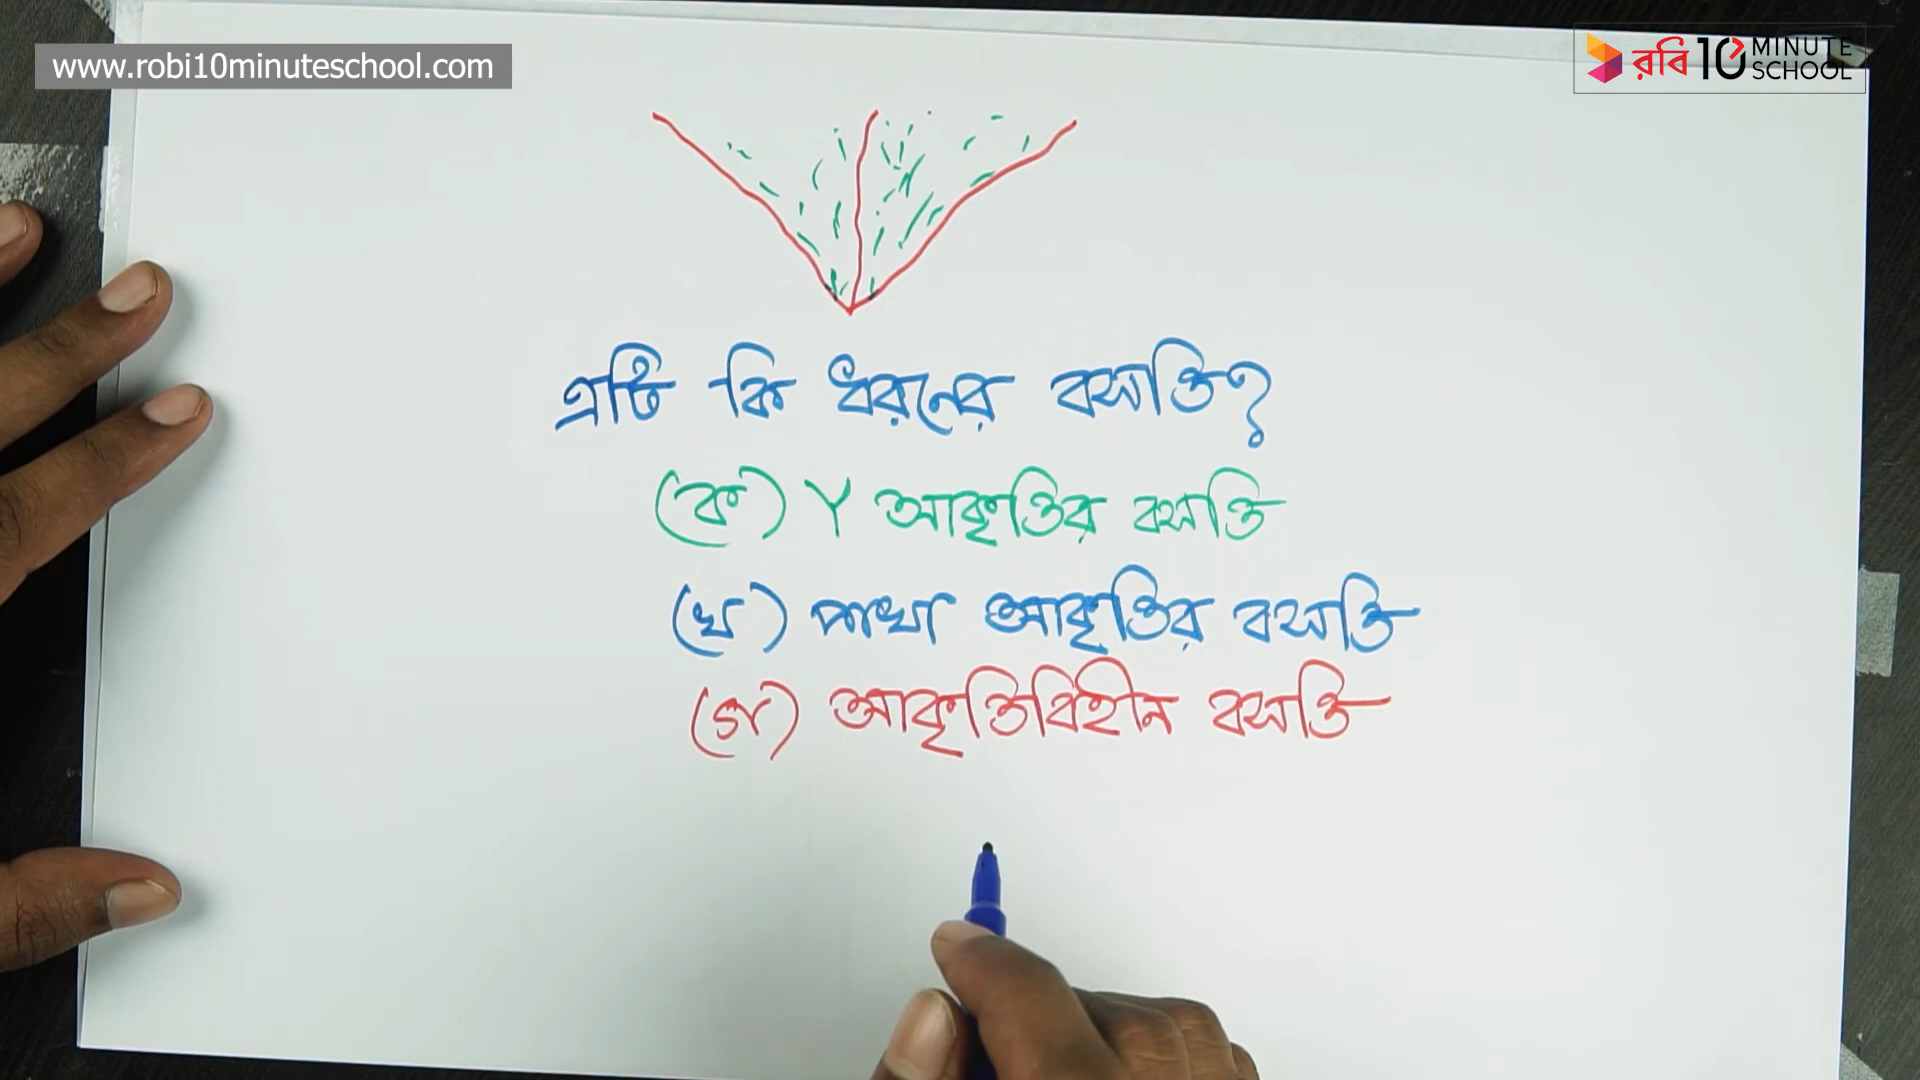 www.robi10minuteschool.com
রবি 10 MINUTE SCHOOL
এটি কি ধরনের বসতি?
(ক) Y আকৃতির বসতি
(খ) পাখা আকৃতির বসতি
(গ) আকৃতিবিহীন বসতি